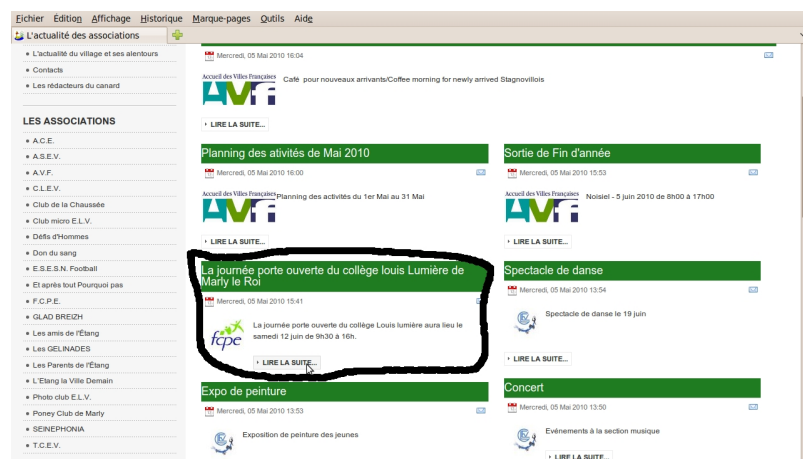 Eichier Édition Affichage Historique Marque-pages Outils Aide
L'actualité des associations
L'actualité du village et ses alentours
Contacts
Les rédacteurs du canard
LES ASSOCIATIONS
A.C.E.
A.S.E.V.
A.V.F.
C.L.E.V.
Club de la Chaussée
Club micro E.L.V.
Défis d'Hommes
Don du sang
E.S.E.S.N. Football
Et après tout Pourquoi pas
F.C.P.E.
GLAD BREIZH
Les amis de l'Étang
Les GELINADES
Les Parents de l'Étang
L'Etang la Ville Demain
Photo club E.L.V.
Poney Club de Marly
SEINEPHONIA
T.C.E.V.
Mercredi, 05 Mai 2010 16:04
Accueil des Villes Françaises
AVF
Café pour nouveaux arrivants/Coffee morning for newly arrived Stagnovillois
LIRE LA SUITE...
Planning des ativités de Mai 2010
Mercredi, 05 Mai 2010 16:00
Accueil des Villes Françaises
AVF
Planning des activités du 1er Mai au 31 Mai
LIRE LA SUITE...
Sortie de Fin d'année
Mercredi, 05 Mai 2010 15:53
Accueil des Villes Françaises
AVF
Noisiel - 5 juin 2010 de 8h00 à 17h00
LIRE LA SUITE...
La journée porte ouverte du collège louis Lumière de
Marly le Roi
Mercredi, 05 Mai 2010 15:41
fcpe
La journée porte ouverte du collège Louis lumière aura lieu le
samedi 12 juin de 9h30 à 16h.
LIRE LA SUITE...
Spectacle de danse
Mercredi, 05 Mai 2010 13:54
Spectacle de danse le 19 juin
LIRE LA SUITE...
Expo de peinture
Mercredi, 05 Mai 2010 13:53
Exposition de peinture des jeunes
Concert
Mercredi, 05 Mai 2010 13:50
Evénements à la section musique
LIRE LA SUITE...